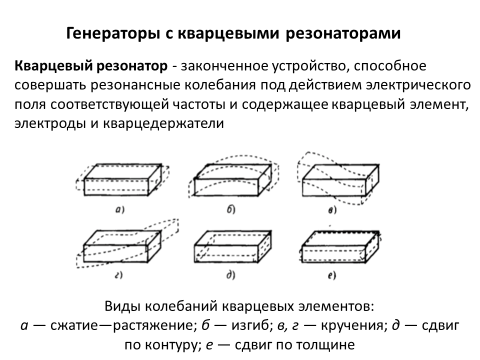 Генераторы с кварцевыми резонаторами
Кварцевый резонатор - законченное устройство, способное
совершать резонансные колебания под действием электрического
поля соответствующей частоты и содержащее кварцевый элемент,
электроды и кварцедержатели
а) б) в)
г) д) е)
Виды колебаний кварцевых элементов:
а — сжатие—растяжение; б — изгиб; в, г — кручения; д — сдвиг
по контуру; е — сдвиг по толщине